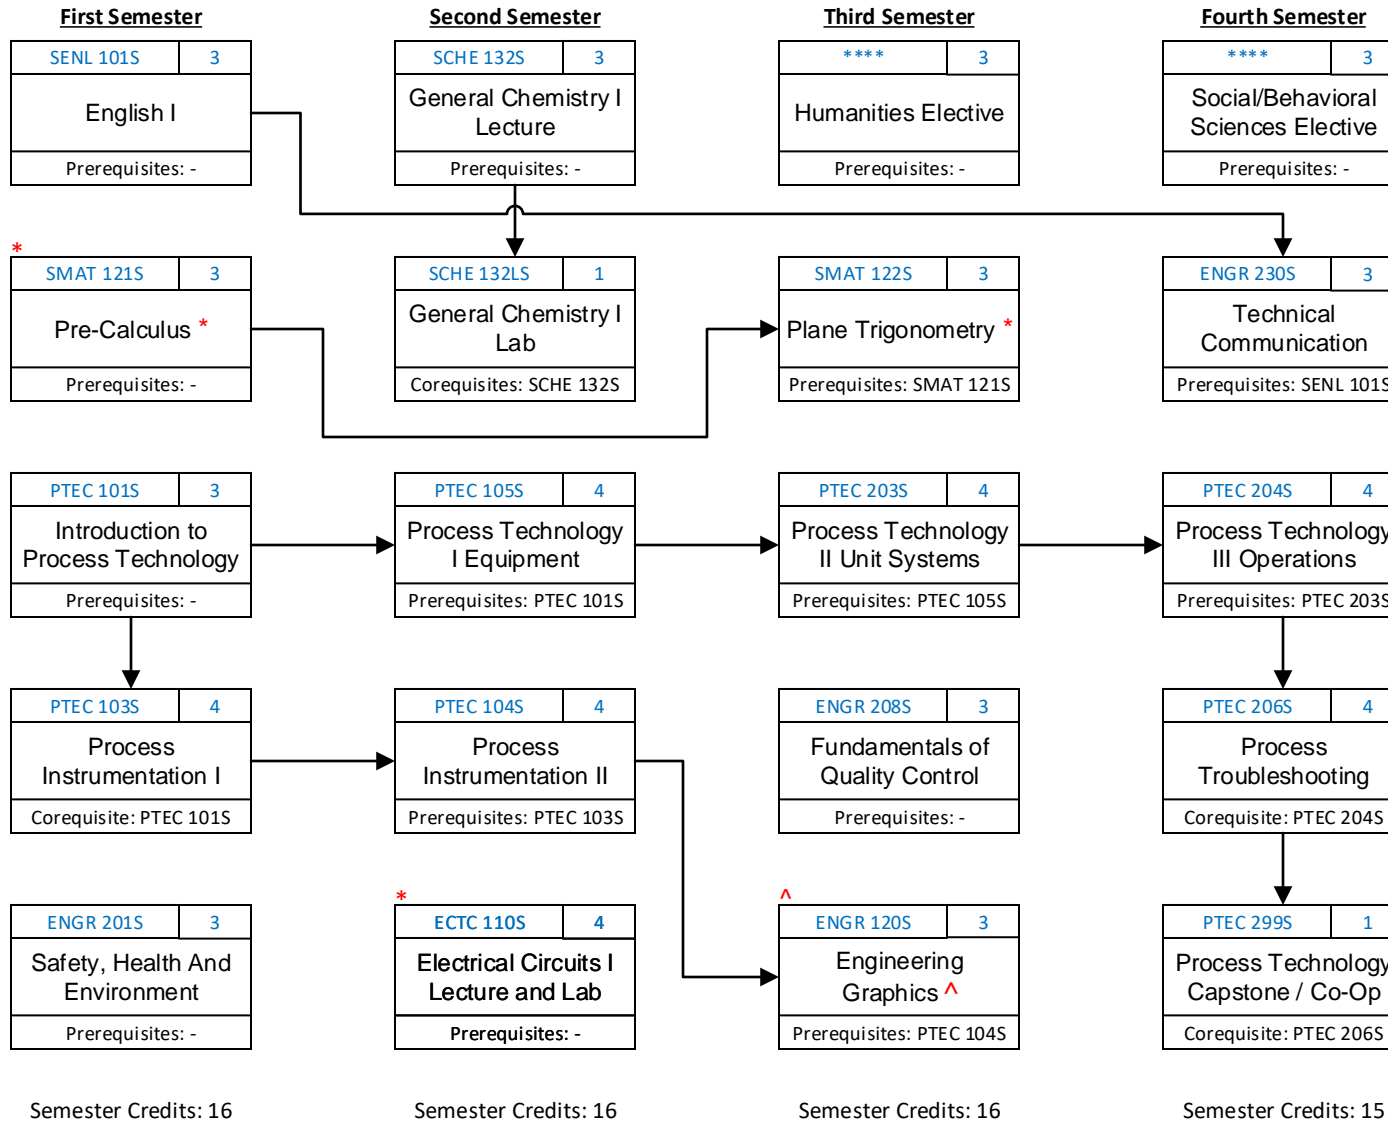 First Semester
SENL 101S 3
English I
Prerequisites: -
*
SMAT 121S 3
Pre-Calculus *
Prerequisites: -
PTEC 101S 3
Introduction to
Process Technology
Prerequisites: -
PTEC 103S 4
Process
Instrumentation I
Corequisite: PTEC 101S
ENGR 201S 3
Safety, Health And
Environment
Prerequisites: -
Semester Credits: 16
Second Semester
SCHE 132S 3
General Chemistry I
Lecture
Prerequisites: -
SCHE 132LS 1
General Chemistry I
Lab
Corequisites: SCHE 132S
PTEC 105S 4
Process Technology
I Equipment
Prerequisites: PTEC 101S
PTEC 104S 4
Process
Instrumentation II
Prerequisites: PTEC 103S
*
ECTC 110S 4
Electrical Circuits I
Lecture and Lab
Prerequisites: -
Semester Credits: 16
Third Semester
**** 3
Humanities Elective
Prerequisites: -
SMAT 122S 3
Plane Trigonometry *
Prerequisites: SMAT 121S
PTEC 203S 4
Process Technology
II Unit Systems
Prerequisites: PTEC 105S
ENGR 208S 3
Fundamentals of
Quality Control
Prerequisites: -
^
ENGR 120S 3
Engineering
Graphics ^
Prerequisites: PTEC 104S
Semester Credits: 16
Fourth Semester
**** 3
Social/Behavioral
Sciences Elective
Prerequisites: -
ENGR 230S 3
Technical
Communication
Prerequisites: SENL 101S
PTEC 204S 4
Process Technology
III Operations
Prerequisites: PTEC 203S
PTEC 206S 4
Process
Troubleshooting
Corequisite: PTEC 204S
PTEC 299S 1
Process Technology
Capstone / Co-Op
Corequisite: PTEC 206S
Semester Credits: 15